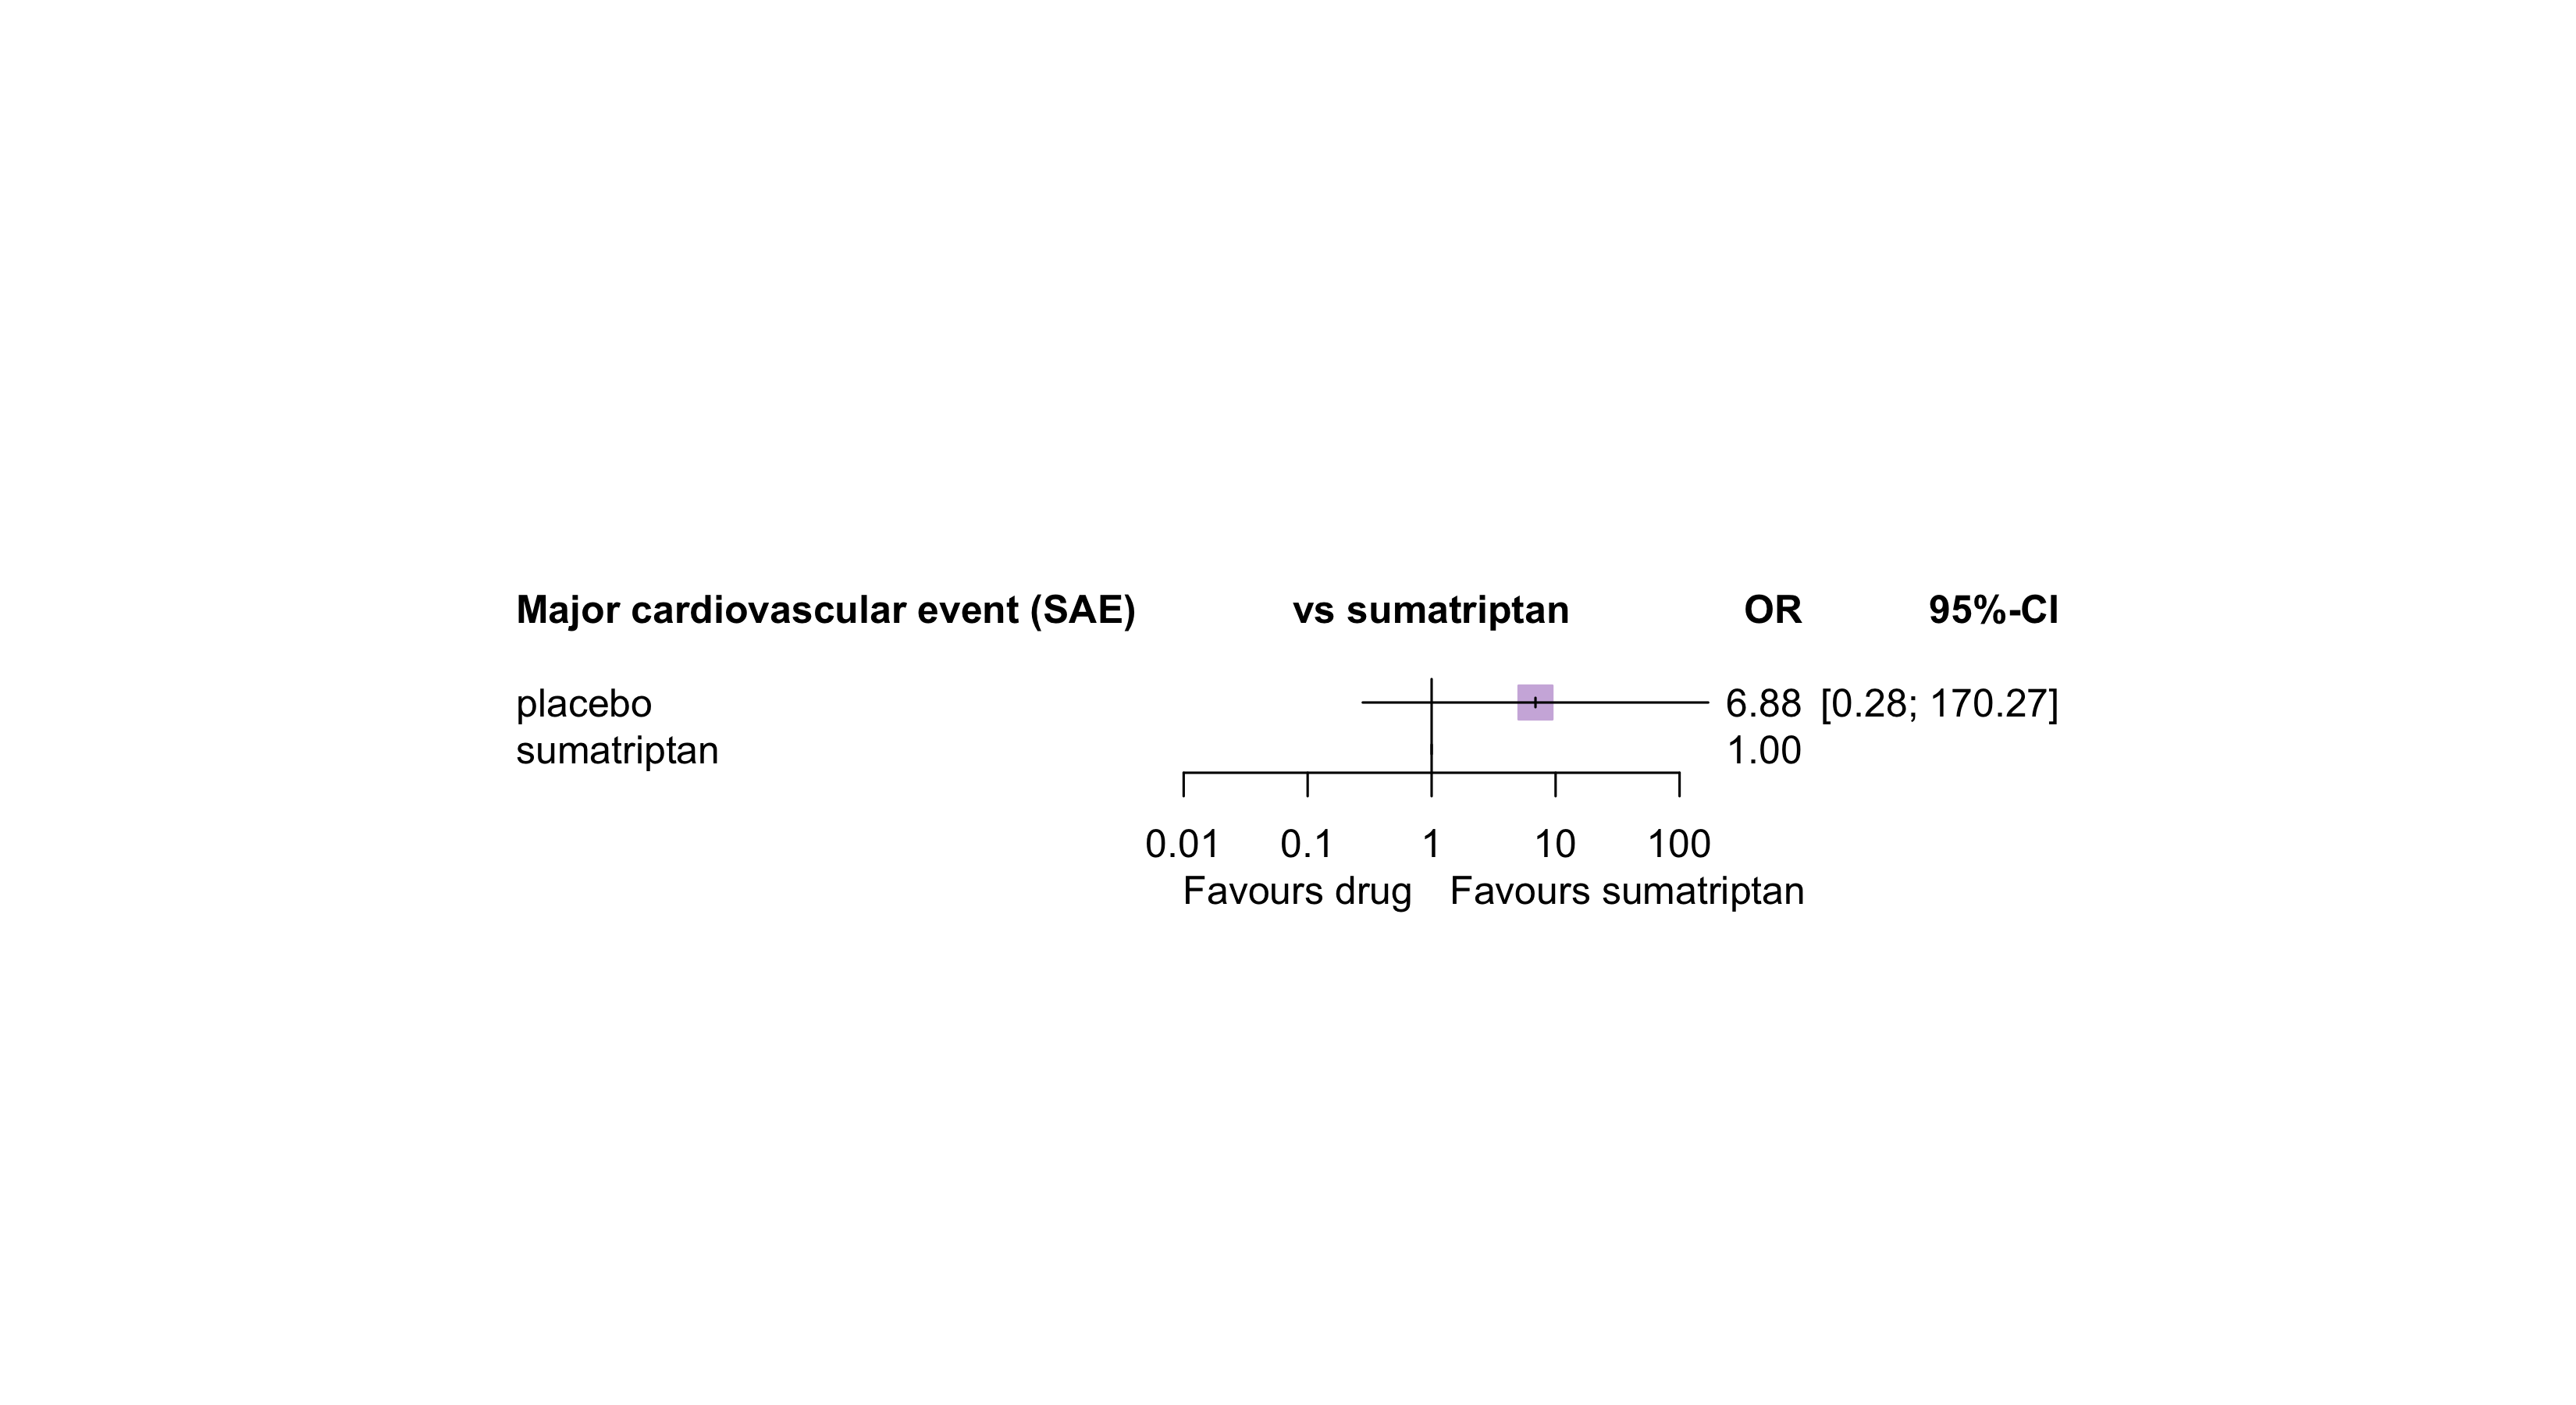 Major cardiovascular event (SAE) vs sumatriptan OR 95%-CI
placebo 6.88 [0.28; 170.27]
sumatriptan 1.00
0.01 0.1 1 10 100
Favours drug Favours sumatriptan